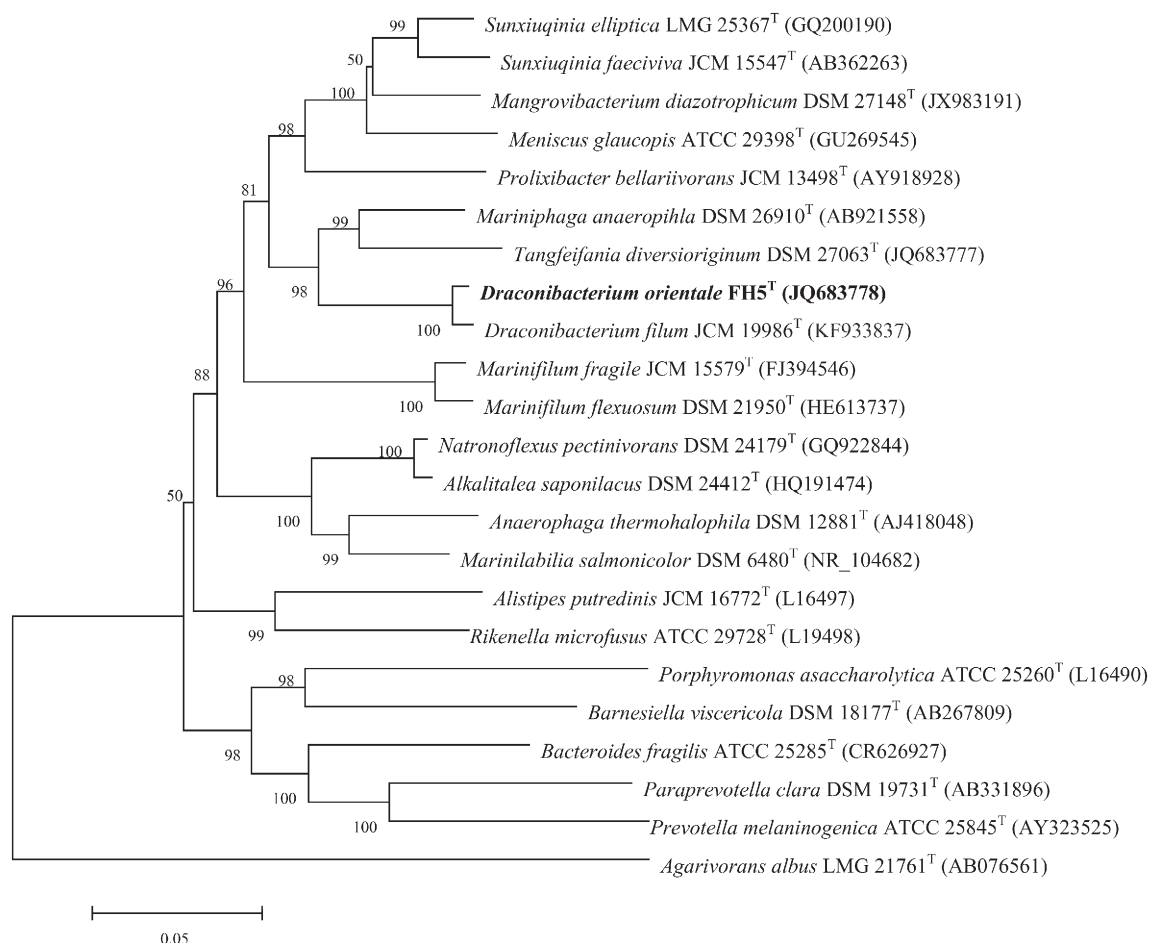 99
Sunxiuqinia elliptica LMG 25367T (GQ200190)
50
Sunxiuqinia faeciviva JCM 15547T (AB362263)
100
Mangrovibacterium diazotrophicum DSM 27148T (JX983191)
98
Meniscus glaucopis ATCC 29398T (GU269545)
Prolixibacter bellariivorans JCM 13498T (AY918928)
81
99
Mariniphaga anaeropihla DSM 26910T (AB921558)
Tangfeifania diversioriginum DSM 27063T (JQ683777)
96
98
Draconibacterium orientale FH5T (JQ683778)
100
Draconibacterium filum JCM 19986T (KF933837)
88
Marinifilum fragile JCM 15579T (FJ394546)
100
Marinifilum flexuosum DSM 21950T (HE613737)
100
Natronoflexus pectinivorans DSM 24179T (GQ922844)
Alkalitalea saponilacus DSM 24412T (HQ191474)
50
100
Anaerophaga thermohalophila DSM 12881T (AJ418048)
99
Marinilabilia salmonicolor DSM 6480T (NR_104682)
Alistipes putredinis JCM 16772T (L16497)
99
Rikenella microfusus ATCC 29728T (L19498)
98
Porphyromonas asaccharolytica ATCC 25260T (L16490)
Barnesiella viscericola DSM 18177T (AB267809)
98
Bacteroides fragilis ATCC 25285T (CR626927)
100
Paraprevotella clara DSM 19731T (AB331896)
100
Prevotella melaninogenica ATCC 25845T (AY323525)
Agarivorans albus LMG 21761T (AB076561)
0.05